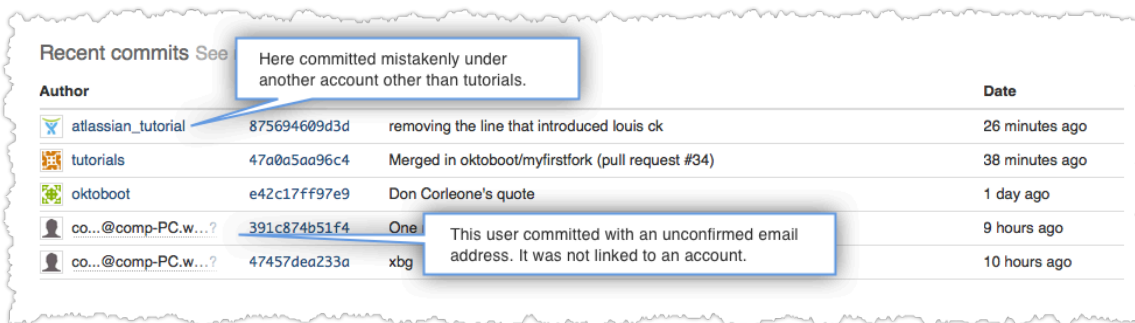 Recent commits See
Here committed mistakenly under
another account other than tutorials.
Author Date
atlassian_tutorial 875694609d3d removing the line that introduced louis ck 26 minutes ago
tutorials 47a0a5aa96c4 Merged in oktoboot/myfirstfork (pull request #34) 38 minutes ago
oktoboot e42c17ff97e9 Don Corleone's quote 1 day ago
co...@comp-PC.w...? 391c874b51f4 One 9 hours ago
This user committed with an unconfirmed email
address. It was not linked to an account.
co...@comp-PC.w...? 47457dea233a xbg 10 hours ago